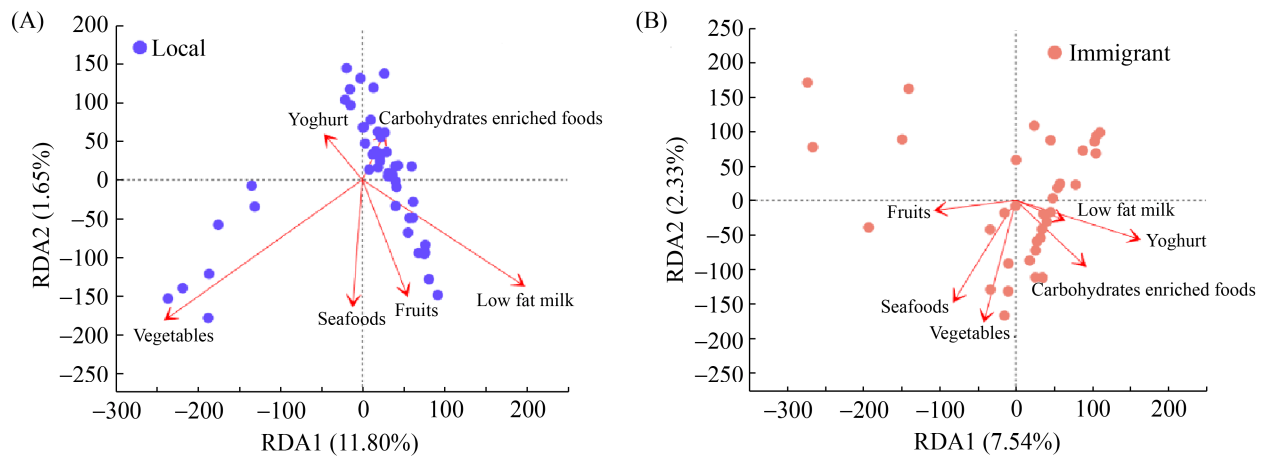 (A)
Local
200
150
100
50
0
−50
−100
−150
−200
−250
RDA2 (1.65%)
Yoghurt
Carbohydrates enriched foods
Vegetables
Seafoods
Fruits
Low fat milk
−300
−200
−100
0
100
200
RDA1 (11.80%)
(B)
Immigrant
250
200
150
100
50
0
−50
−100
−150
−200
−250
RDA2 (2.33%)
Fruits
Low fat milk
Yoghurt
Carbohydrates enriched foods
Seafoods
Vegetables
−300
−200
−100
0
100
200
RDA1 (7.54%)